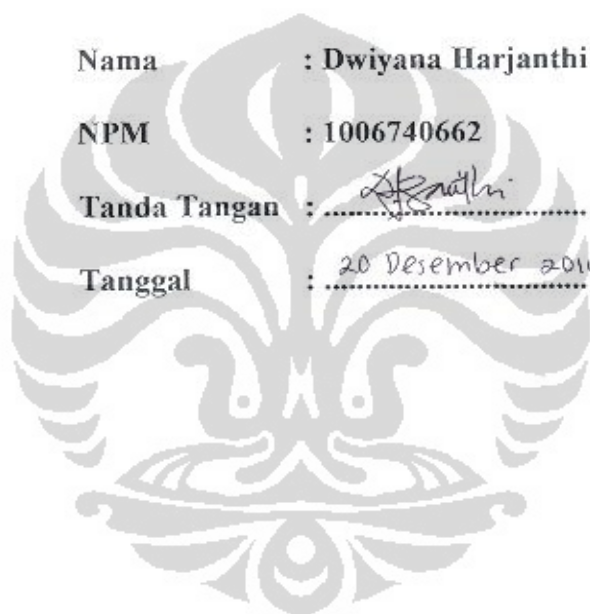 Nama : Dwiyana Harjanthi
NPM : 1006740662
Tanda Tangan : ..............................
Tanggal : 20 Desember